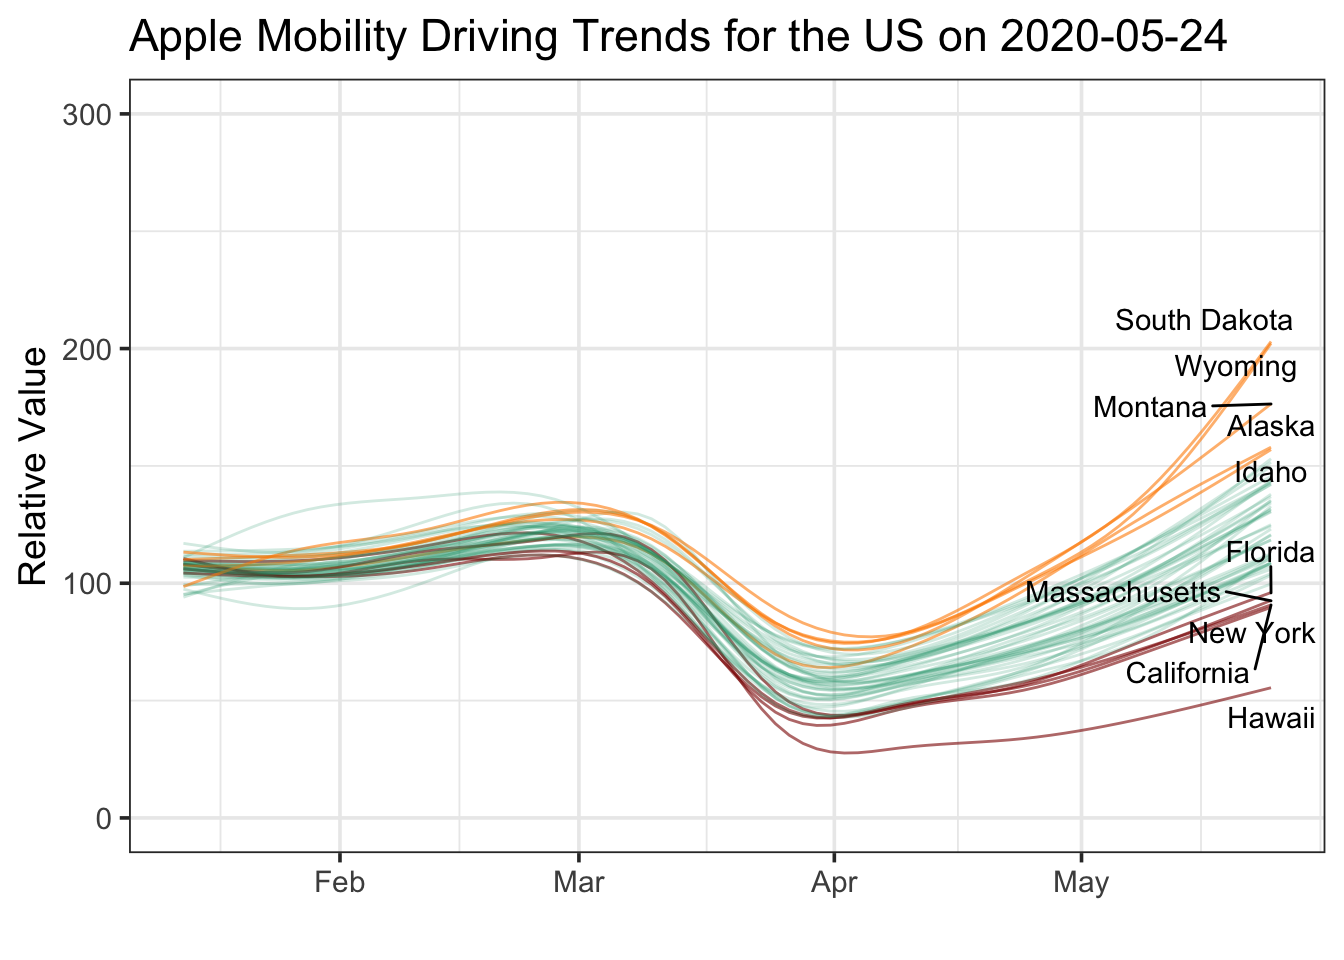 Apple Mobility Driving Trends for the US on 2020-05-24
Relative Value
300
200
100
0
South Dakota
Wyoming
Montana
Alaska
Idaho
Florida
Massachusetts
New York
California
Hawaii
Feb
Mar
Apr
May